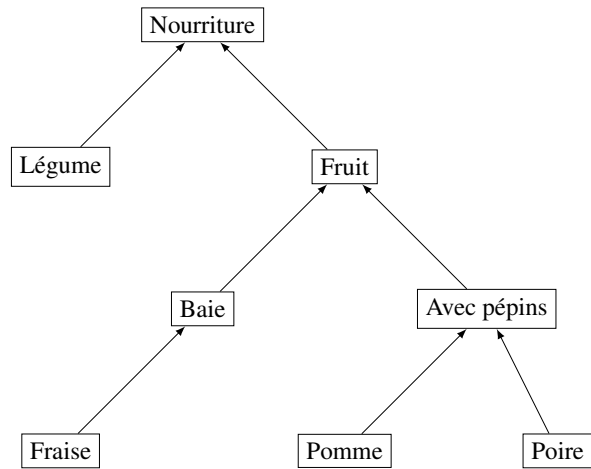 Nourriture
Légume
Fruit
Baie
Avec pépins
Fraise
Pomme
Poire